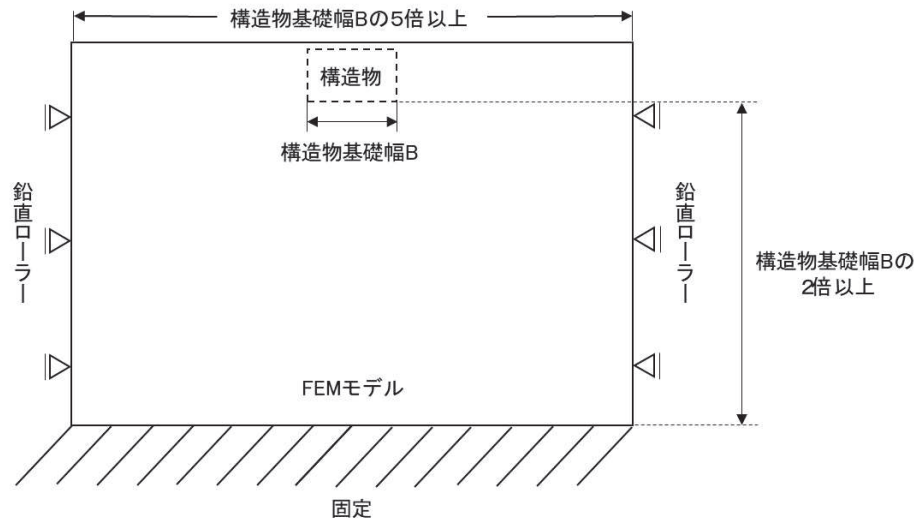 構造物基礎幅Bの5倍以上
構造物
構造物基礎幅B
鉛直ローラー
鉛直ローラー
構造物基礎幅Bの
2倍以上
FEMモデル
固定